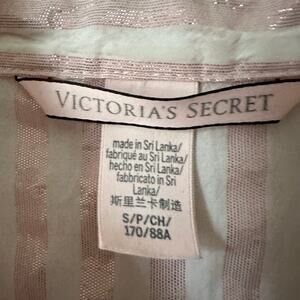 VICTORIA'S SECRET
made in Sri Lanka/
fabriqué au Sri Lanka/
hecho en Sri Lanka/
fabbricato in Sri
Lanka/
斯里兰卡制造
S/P/CH/
170/88A